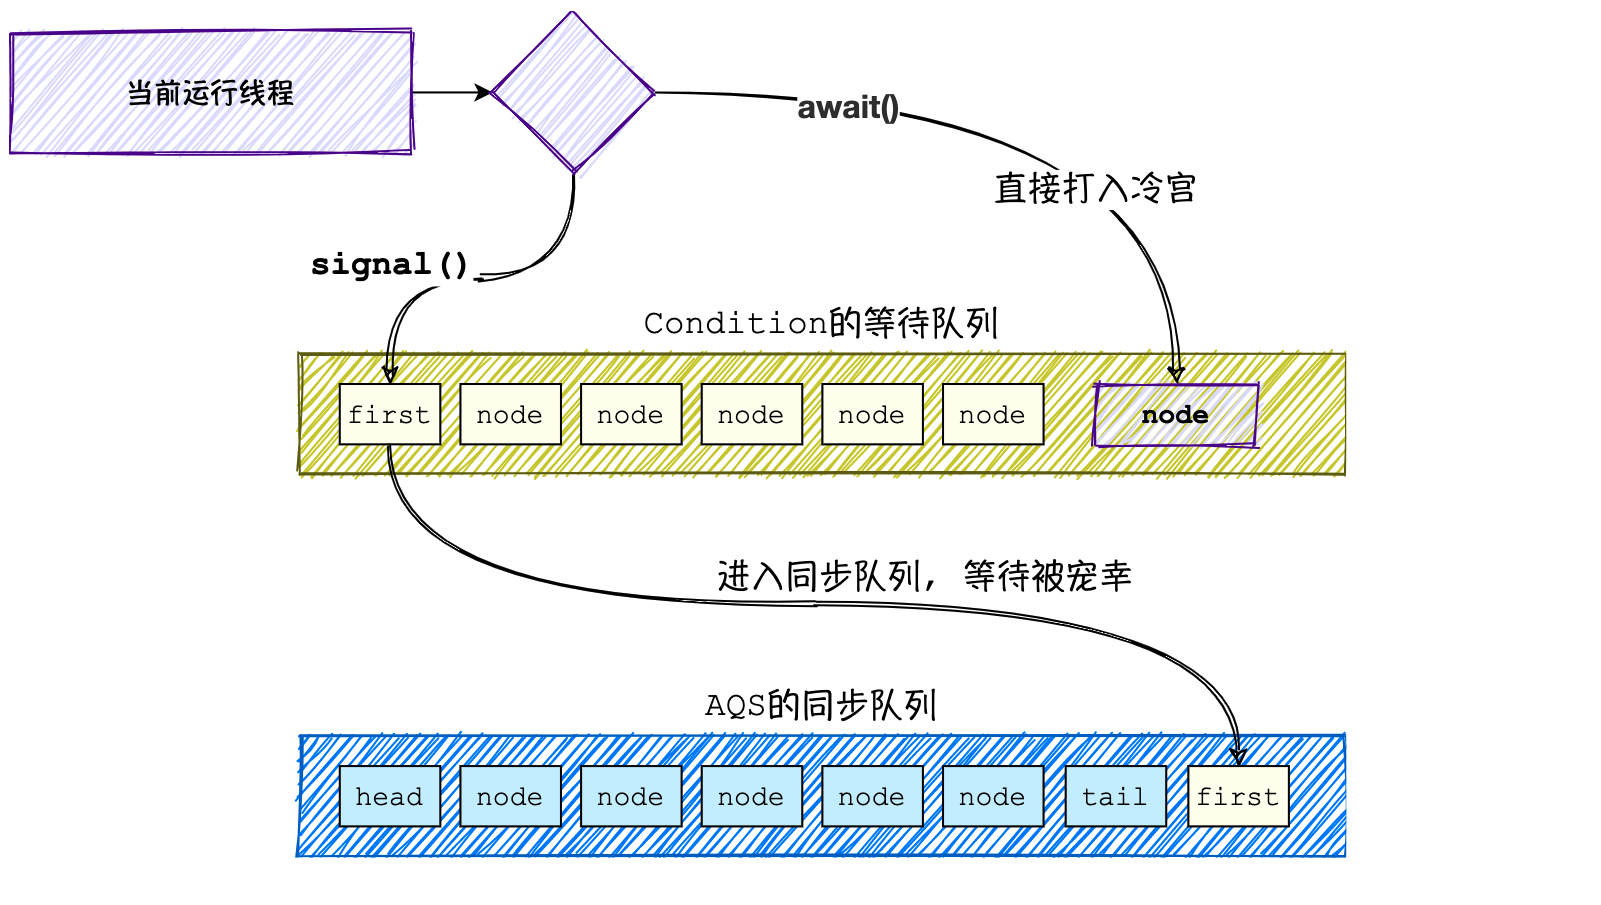 当前运行线程
await()
直接打入冷宫
signal()
Condition的等待队列
first node node node node node node
进入同步队列，等待被宠幸
AQS的同步队列
head node node node node node tail first